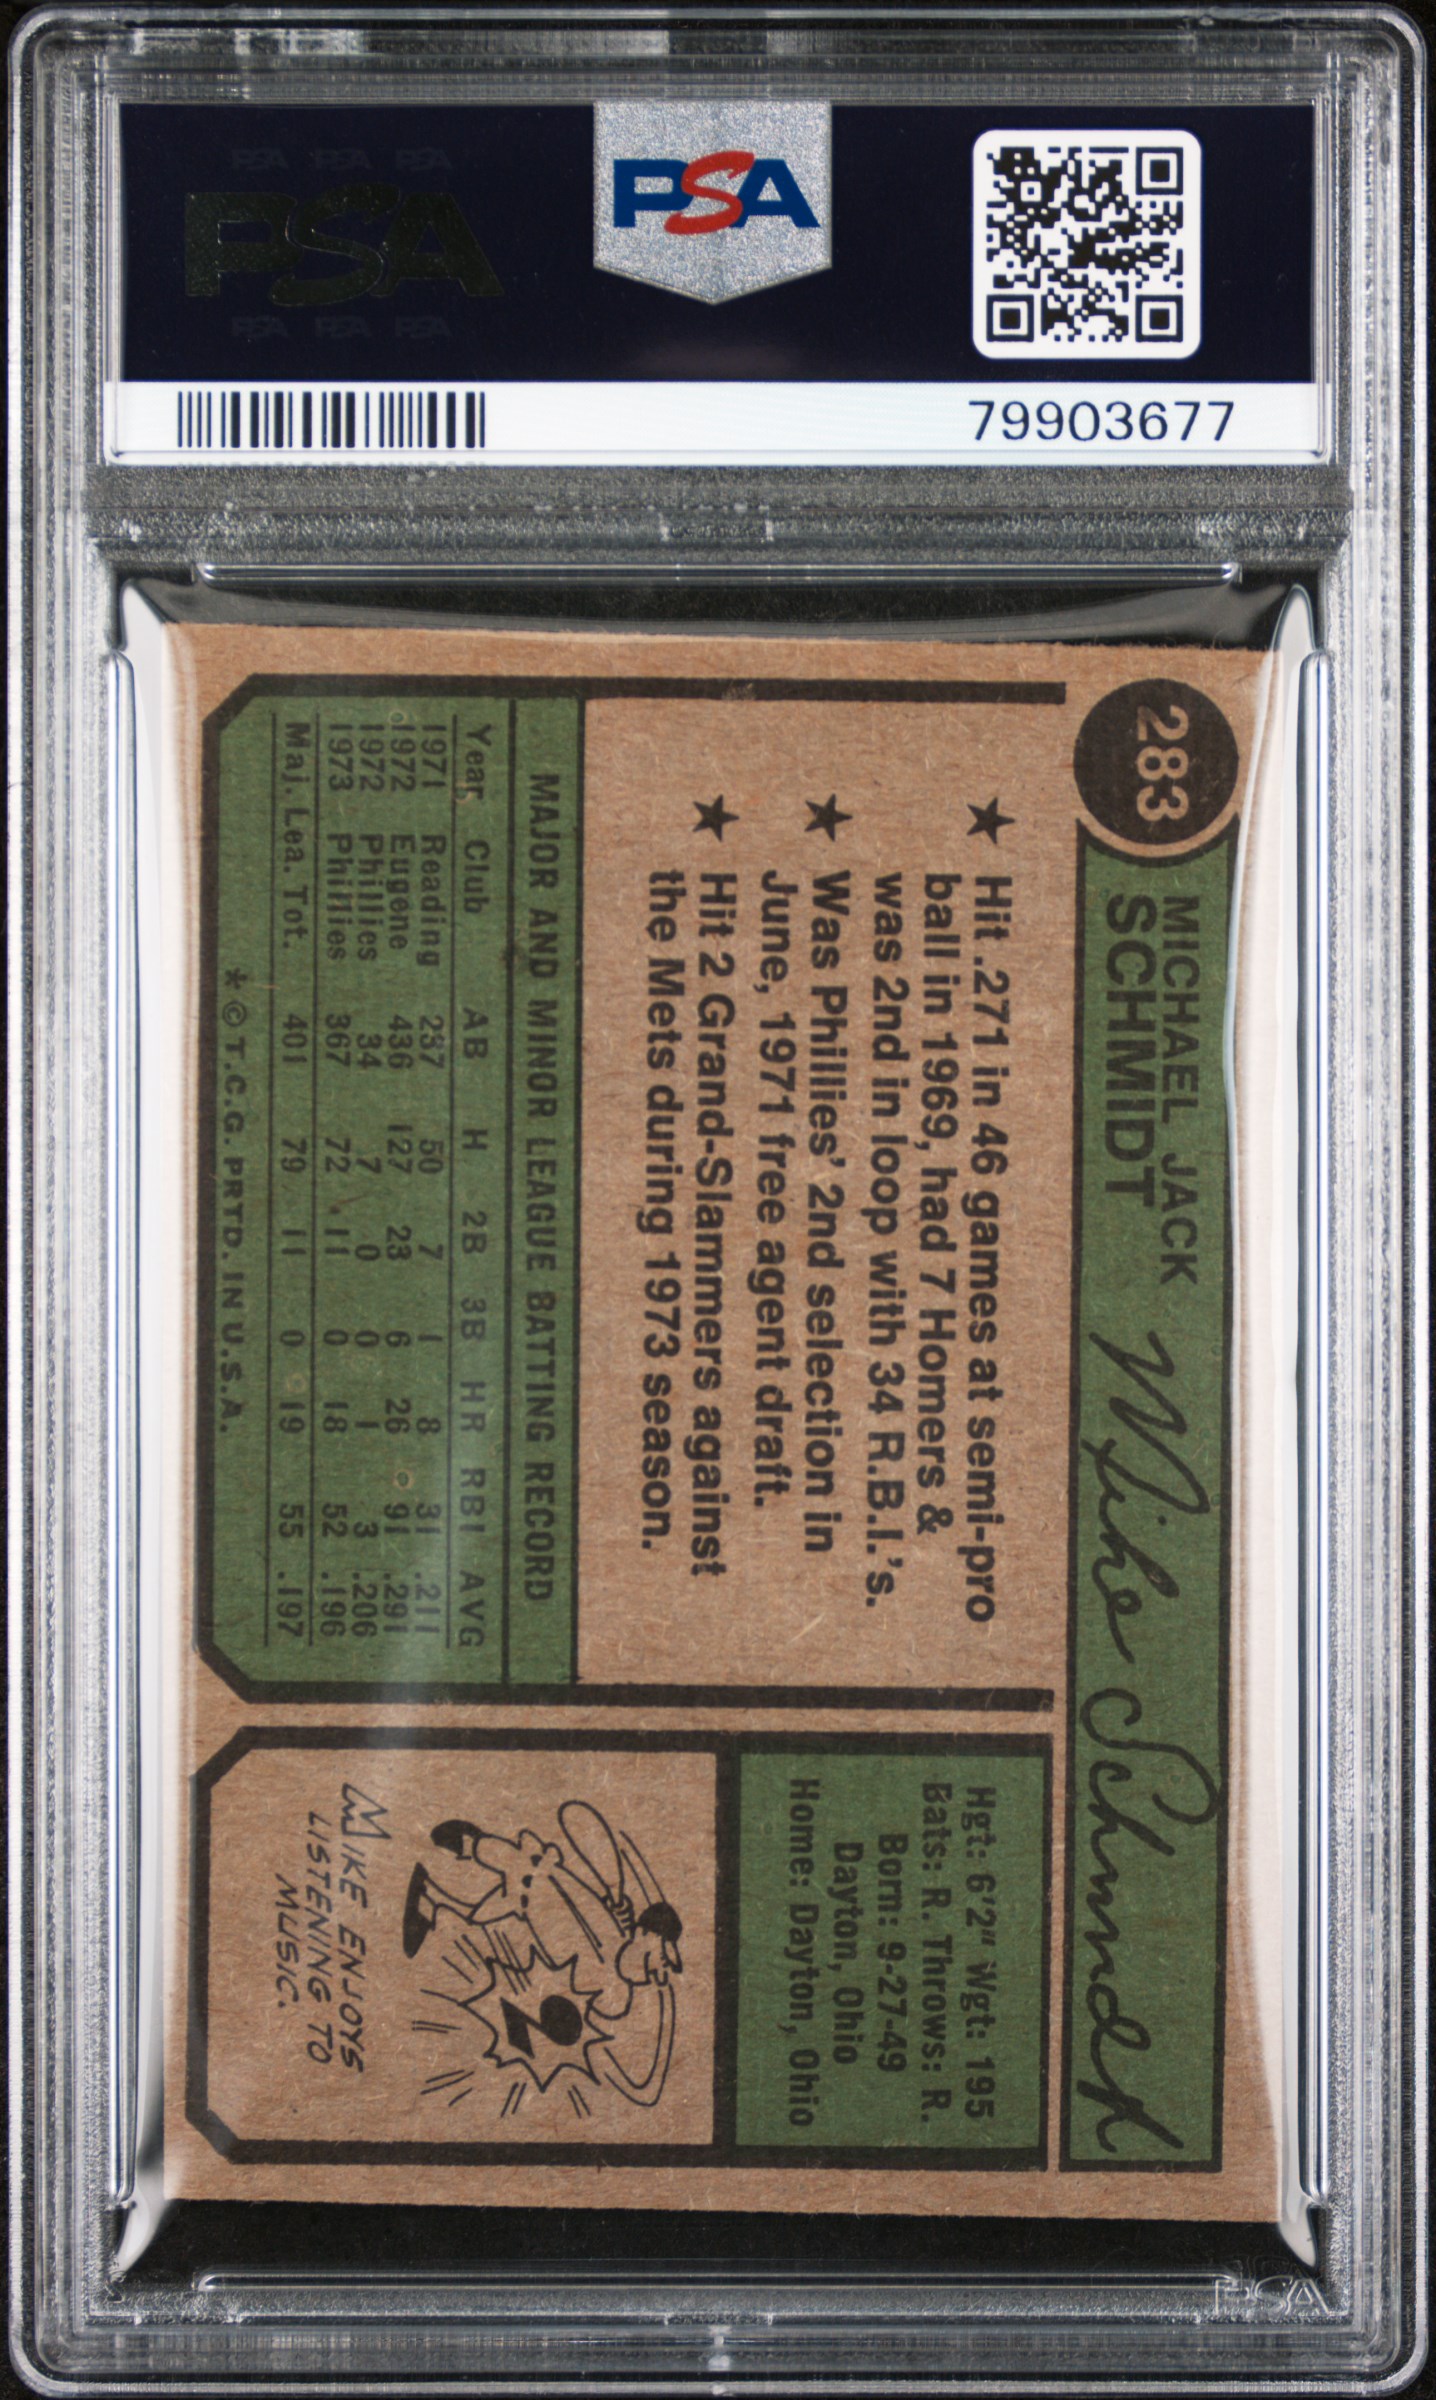 PSA PSA PSA
PSA
PSA PSA PSA
PSA
79903677
283
MICHAEL JACK
SCHMIDT
Mike Schmidt
★ Hit .271 in 46 games at semi-pro
ball in 1969, had 7 Homers &
was 2nd in loop with 34 R.B.I.'s.
★ Was Phillies' 2nd selection in
June, 1971 free agent draft.
★ Hit 2 Grand-Slammers against
the Mets during 1973 season.
MAJOR AND MINOR LEAGUE BATTING RECORD
Year Club AB H 2B 3B HR RBI AVG
1971 Reading 237 50 7 1 8 31 .211
1972 Eugene 436 127 23 6 26 91 .291
1972 Phillies 34 7 0 0 1 3 .206
1973 Phillies 367 72 11 0 18 52 .196
Maj. Lea. Tot. 401 79 11 0 19 55 .197
* © T.C.G. PRTD. IN U.S.A.
Hgt: 6'2" Wgt: 195
Bats: R. Throws: R.
Born: 9-27-49
Dayton, Ohio
Home: Dayton, Ohio
MIKE ENJOYS
LISTENING TO
MUSIC.
PSA